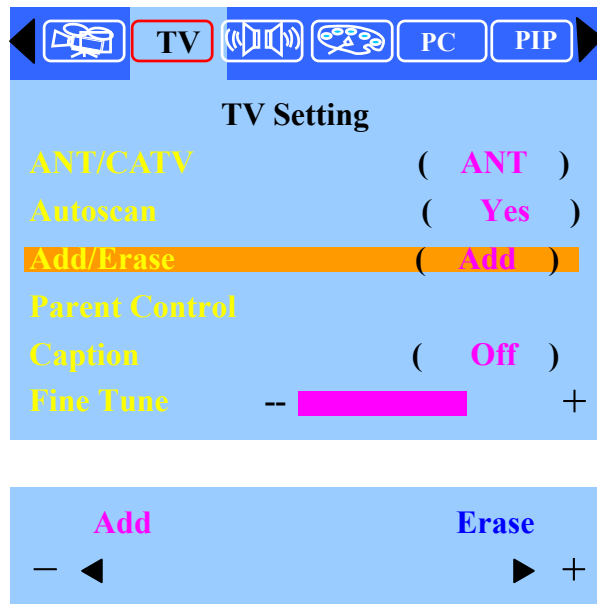 TV PC PIP
TV Setting
ANT/CATV ( ANT )
Autoscan ( Yes )
Add/Erase ( Add )
Parent Control
Caption ( Off )
Fine Tune -- +
Add Erase
− +